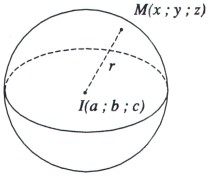 M(x ; y ; z)
r
I(a ; b ; c)